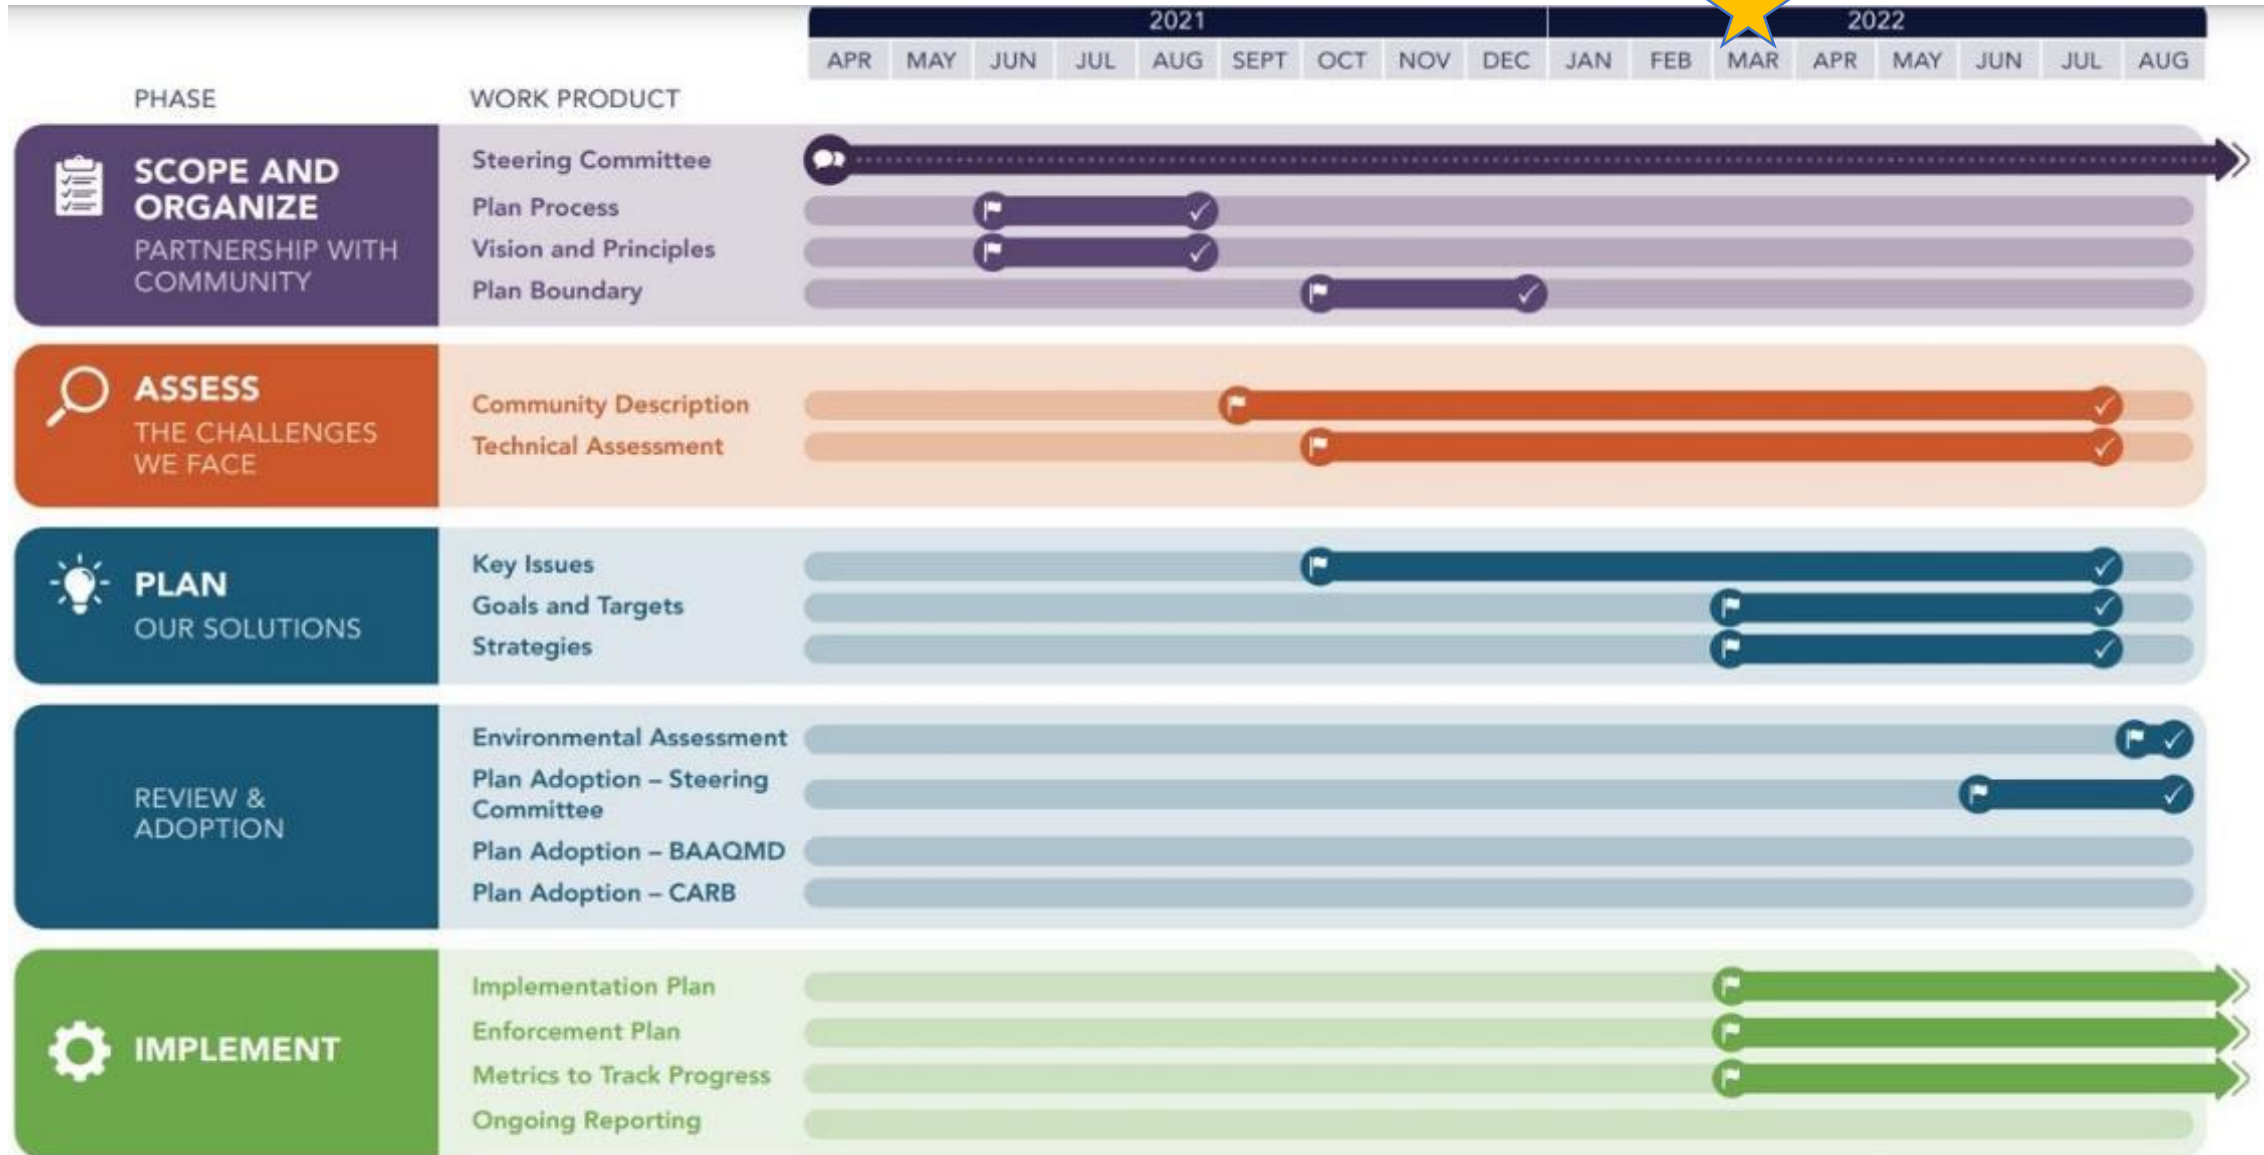 2021 2022
APR MAY JUN JUL AUG SEPT OCT NOV DEC JAN FEB MAR APR MAY JUN JUL AUG
PHASE WORK PRODUCT
SCOPE AND
ORGANIZE
PARTNERSHIP WITH
COMMUNITY
Steering Committee
Plan Process
Vision and Principles
Plan Boundary
ASSESS
THE CHALLENGES
WE FACE
Community Description
Technical Assessment
PLAN
OUR SOLUTIONS
Key Issues
Goals and Targets
Strategies
REVIEW &
ADOPTION
Environmental Assessment
Plan Adoption – Steering
Committee
Plan Adoption – BAAQMD
Plan Adoption – CARB
IMPLEMENT
Implementation Plan
Enforcement Plan
Metrics to Track Progress
Ongoing Reporting